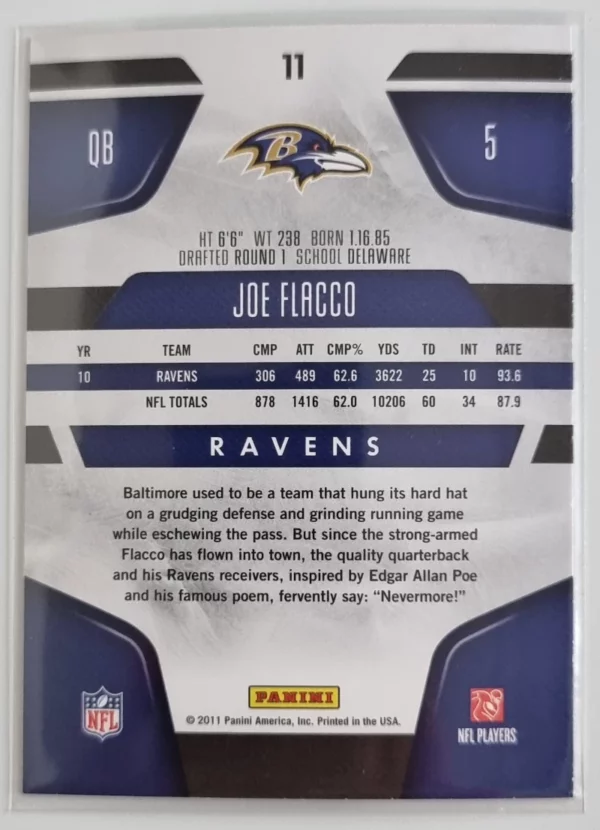 11
QB
5
B
HT 6'6" WT 238 BORN 1.16.85
DRAFTED ROUND 1 SCHOOL DELAWARE
JOE FLACCO
YR TEAM CMP ATT CMP% YDS TD INT RATE
10 RAVENS 306 489 62.6 3622 25 10 93.6
NFL TOTALS 878 1416 62.0 10206 60 34 87.9
RAVENS
Baltimore used to be a team that hung its hard hat
on a grudging defense and grinding running game
while eschewing the pass. But since the strong-armed
Flacco has flown into town, the quality quarterback
and his Ravens receivers, inspired by Edgar Allan Poe
and his famous poem, fervently say: “Nevermore!”
PANINI
© 2011 Panini America, Inc. Printed in the USA.
NFL
NFL PLAYERS